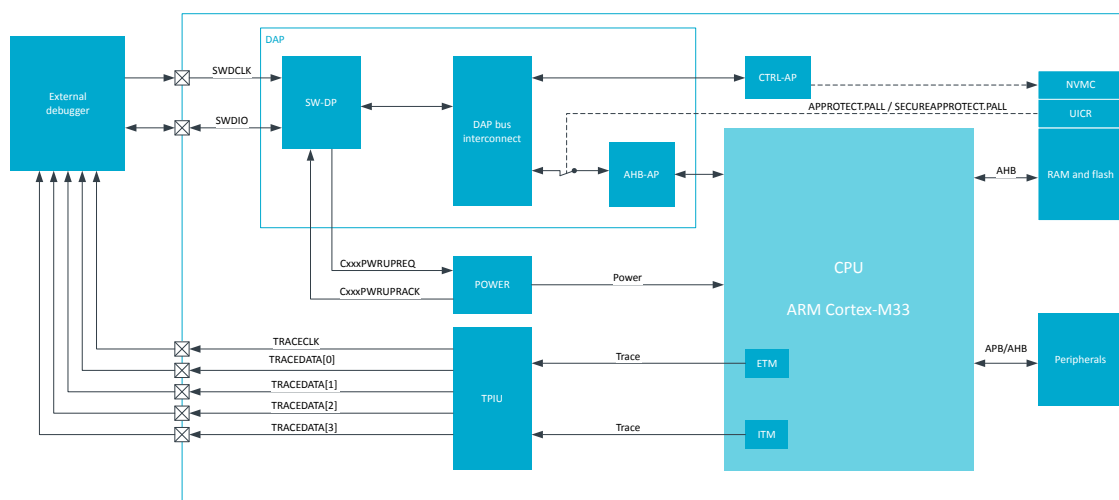 DAP
External
debugger
SWDCLK
SWDIO
SW-DP
DAP bus
interconnect
CTRL-AP
NVMC
APPROTECT.PALL / SECUREAPPROTECT.PALL
UICR
AHB-AP
AHB
RAM and flash
CxxxPWRUPREQ
CxxxPWRUPRACK
POWER
Power
CPU
ARM Cortex-M33
TRACECLK
TRACEDATA[0]
TRACEDATA[1]
TRACEDATA[2]
TRACEDATA[3]
TPIU
Trace
ETM
Trace
ITM
APB/AHB
Peripherals